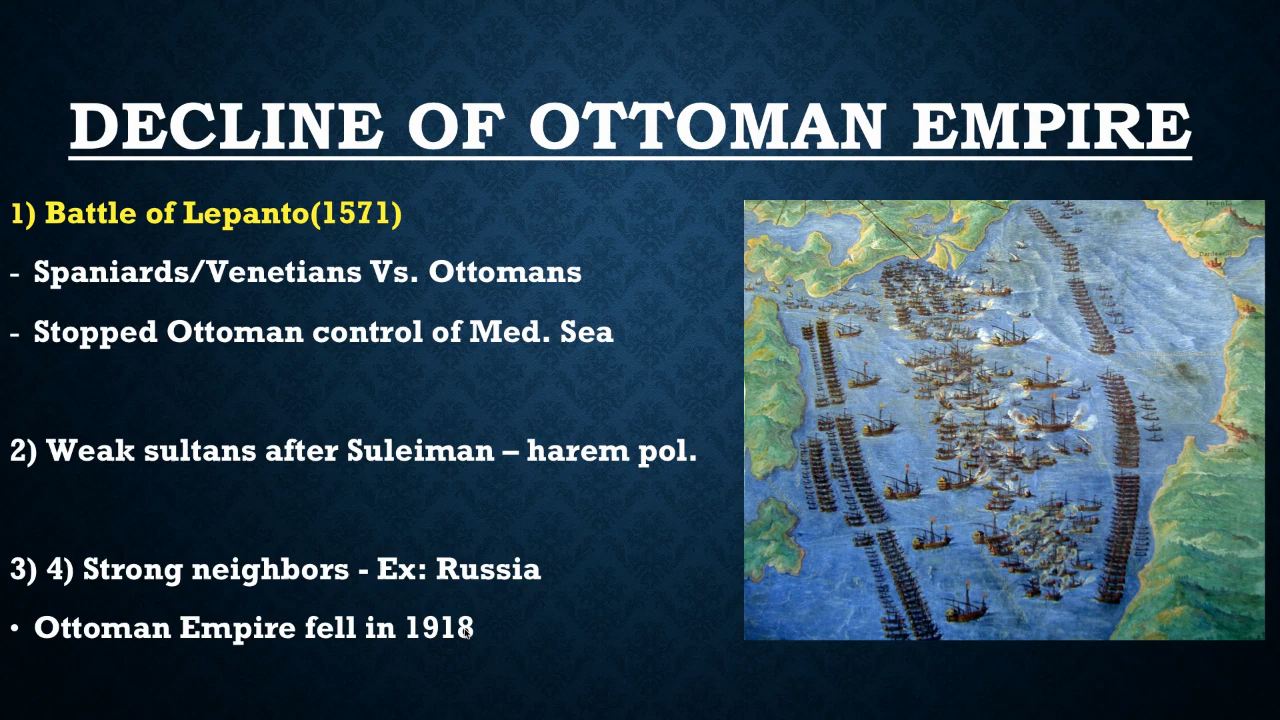 DECLINE OF OTTOMAN EMPIRE
1) Battle of Lepanto(1571)
- Spaniards/Venetians Vs. Ottomans
- Stopped Ottoman control of Med. Sea
2) Weak sultans after Suleiman – harem pol.
3) 4) Strong neighbors - Ex: Russia
• Ottoman Empire fell in 1918